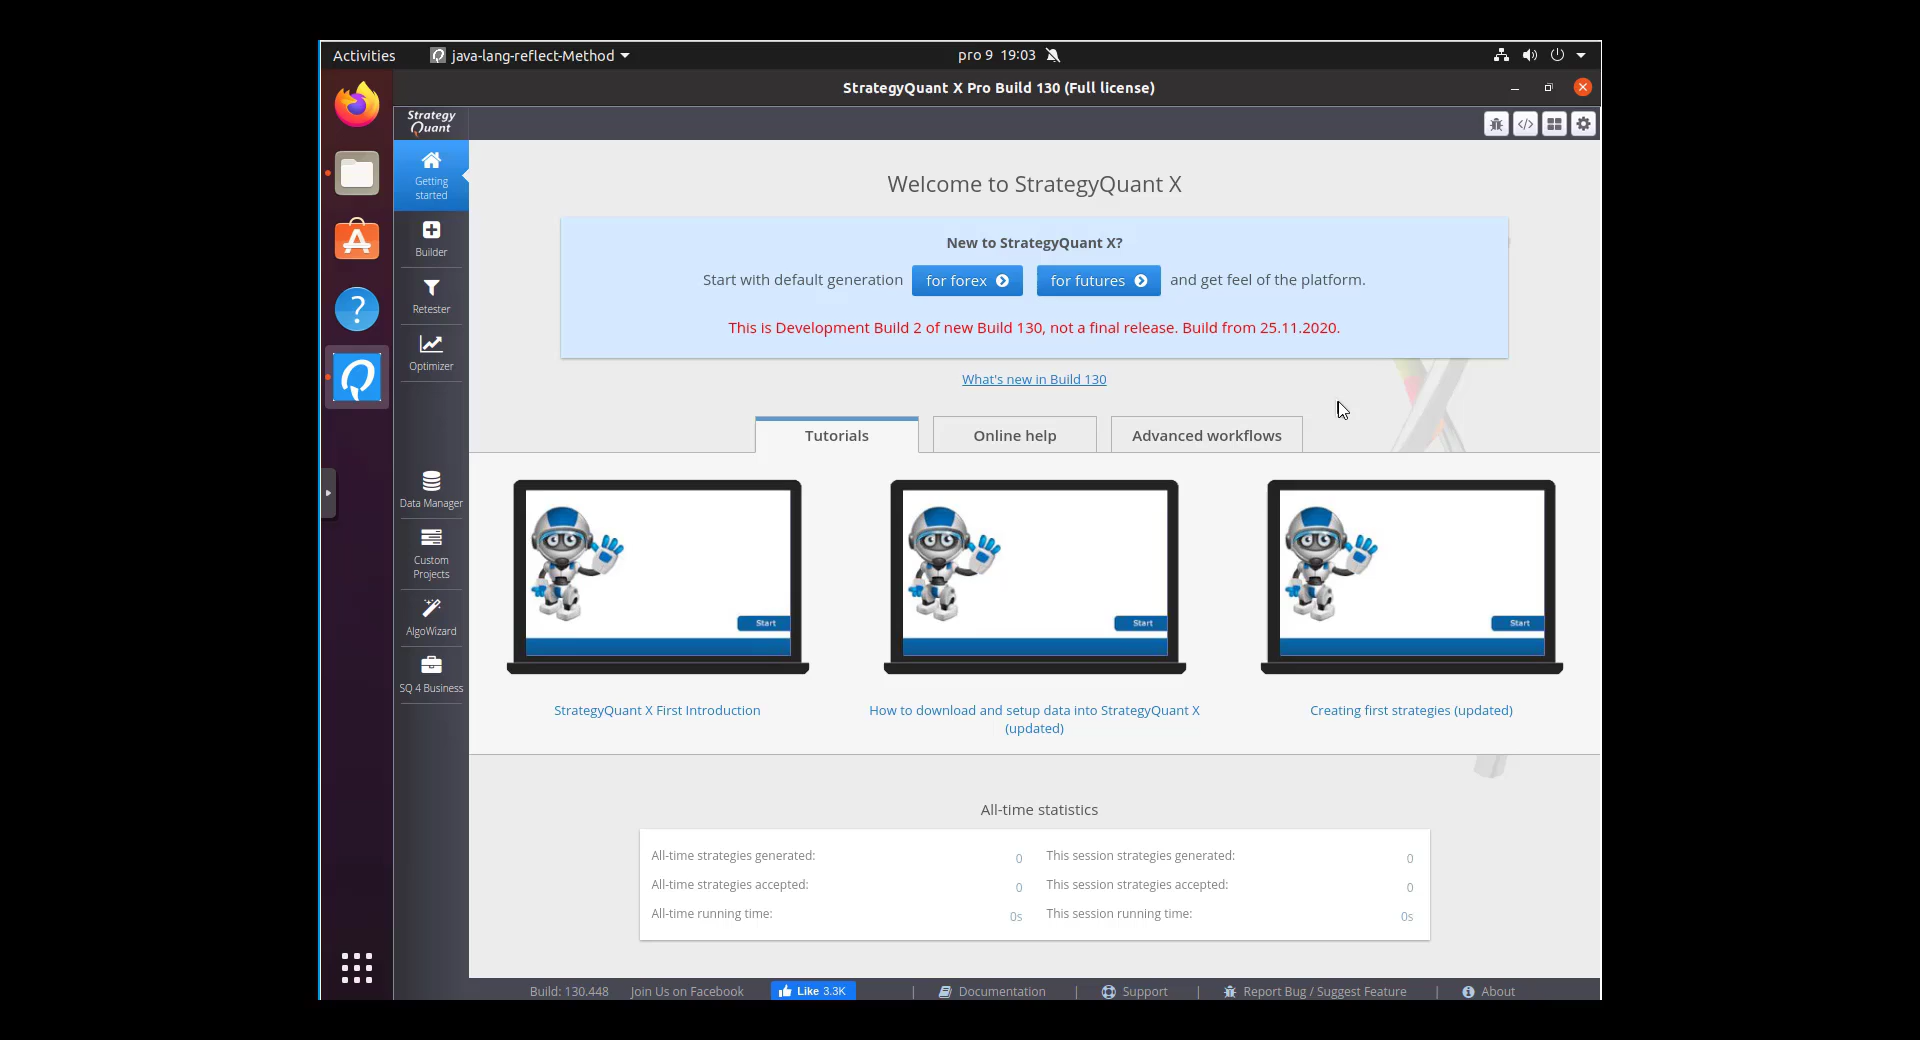 Activities
java-lang-reflect-Method
pro 9 19:03
StrategyQuant X Pro Build 130 (Full license)
Strategy
Quant
Getting
started
Builder
Retester
Optimizer
Data Manager
Custom
Projects
AlgoWizard
SQ 4 Business
Welcome to StrategyQuant X
New to StrategyQuant X?
Start with default generation for forex for futures and get feel of the platform.
This is Development Build 2 of new Build 130, not a final release. Build from 25.11.2020.
What's new in Build 130
Tutorials Online help Advanced workflows
Start
Start
Start
StrategyQuant X First Introduction
How to download and setup data into StrategyQuant X
(updated)
Creating first strategies (updated)
All-time statistics
All-time strategies generated: 0 This session strategies generated: 0
All-time strategies accepted: 0 This session strategies accepted: 0
All-time running time: 0s This session running time: 0s
Build: 130.448 Join Us on Facebook Like 3.3K | Documentation | Support | Report Bug / Suggest Feature | About